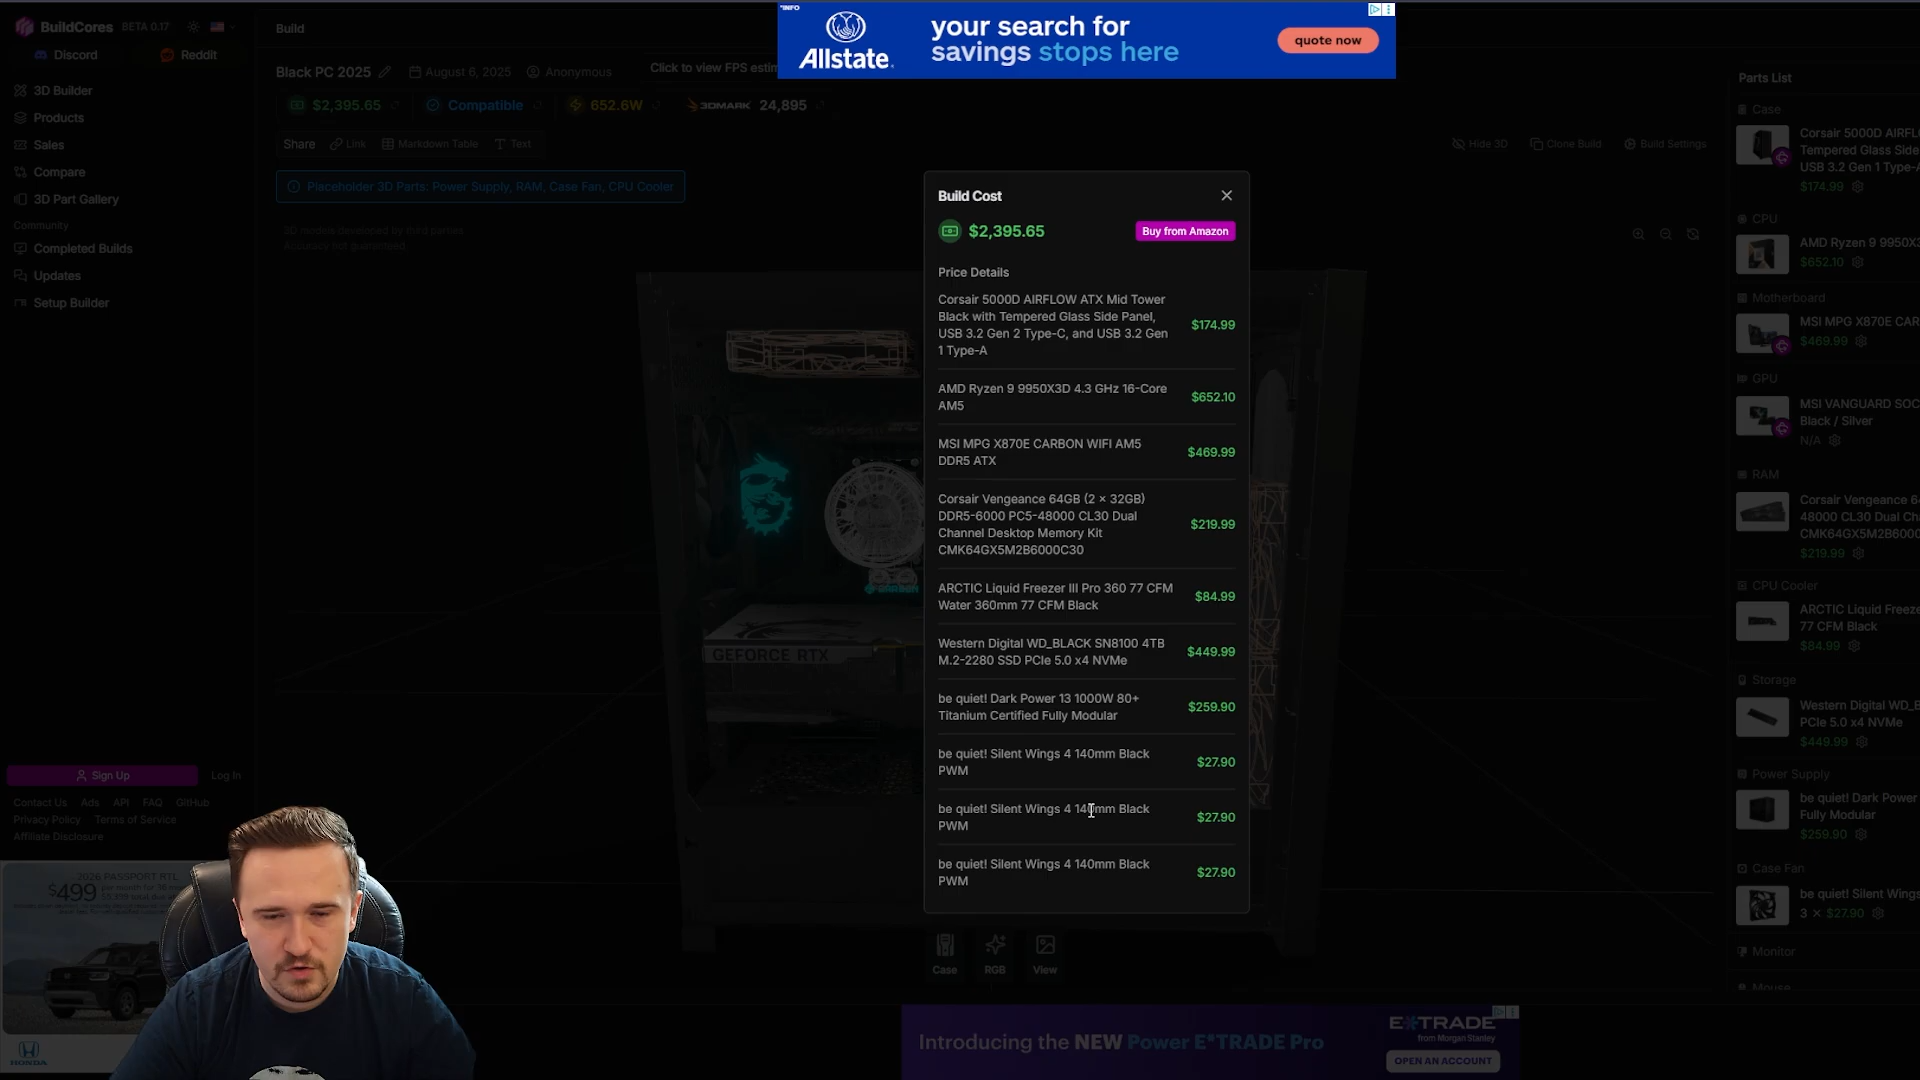 BuildCores BETA 0.17
Discord
Reddit
3D Builder
Products
Sales
Compare
3D Part Gallery
Community
Completed Builds
Updates
Setup Builder
Sign Up
Log In
Contact Us Ads API FAQ GitHub
Privacy Policy Terms of Service
Affiliate Disclosure
2026 PASSPORT RTL
$499
HONDA
Build
Black PC 2025
August 6, 2025
Anonymous
Click to view FPS estim
$2,395.65
Compatible
652.6W
3DMARK 24,895
Share
Link
Markdown Table
Text
Hide 3D
Clone Build
Build Settings
Placeholder 3D Parts: Power Supply, RAM, Case Fan, CPU Cooler
3D models developed by third parties.
Accuracy not guaranteed.
*INFO
Allstate.
your search for
savings stops here
quote now
Build Cost
$2,395.65
Buy from Amazon
Price Details
Corsair 5000D AIRFLOW ATX Mid Tower
Black with Tempered Glass Side Panel,
USB 3.2 Gen 2 Type-C, and USB 3.2 Gen
1 Type-A
$174.99
AMD Ryzen 9 9950X3D 4.3 GHz 16-Core
AM5
$652.10
MSI MPG X870E CARBON WIFI AM5
DDR5 ATX
$469.99
Corsair Vengeance 64GB (2 x 32GB)
DDR5-6000 PC5-48000 CL30 Dual
Channel Desktop Memory Kit
CMK64GX5M2B6000C30
$219.99
ARCTIC Liquid Freezer III Pro 360 77 CFM
Water 360mm 77 CFM Black
$84.99
Western Digital WD_BLACK SN8100 4TB
M.2-2280 SSD PCIe 5.0 x4 NVMe
$449.99
be quiet! Dark Power 13 1000W 80+
Titanium Certified Fully Modular
$259.90
be quiet! Silent Wings 4 140mm Black
PWM
$27.90
be quiet! Silent Wings 4 140mm Black
PWM
$27.90
be quiet! Silent Wings 4 140mm Black
PWM
$27.90
GEFORCE RTX
Case
RGB
View
Introducing the NEW Power E*TRADE Pro
E*TRADE
from Morgan Stanley
OPEN AN ACCOUNT
Parts List
Case
Corsair 5000D AIRFL
Tempered Glass Side
USB 3.2 Gen 1 Type-A
$174.99
CPU
AMD Ryzen 9 9950X3
$652.10
Motherboard
MSI MPG X870E CAR
$469.99
GPU
MSI VANGUARD SOC
Black / Silver
N/A
RAM
Corsair Vengeance 6
48000 CL30 Dual Cha
CMK64GX5M2B6000C
$219.99
CPU Cooler
ARCTIC Liquid Freeze
77 CFM Black
$84.99
Storage
Western Digital WD_B
PCIe 5.0 x4 NVMe
$449.99
Power Supply
be quiet! Dark Power
Fully Modular
$259.90
Case Fan
be quiet! Silent Wings
3 × $27.90
Monitor
Mouse